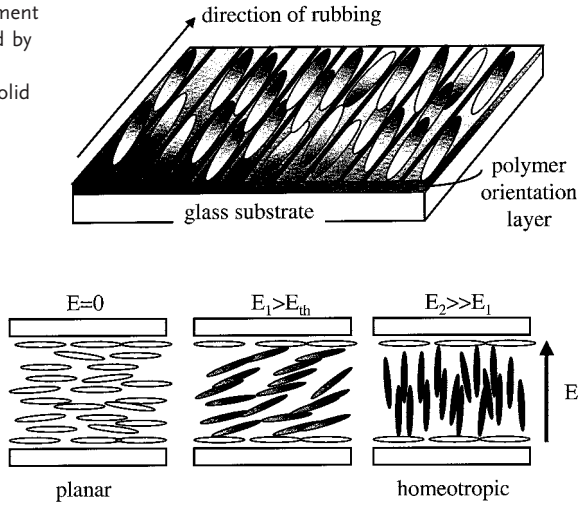 ment
d by
olid
direction of rubbing
polymer
orientation
layer
glass substrate
E=0
E₁>Eₜₕ
E₂>>E₁
E
planar
homeotropic